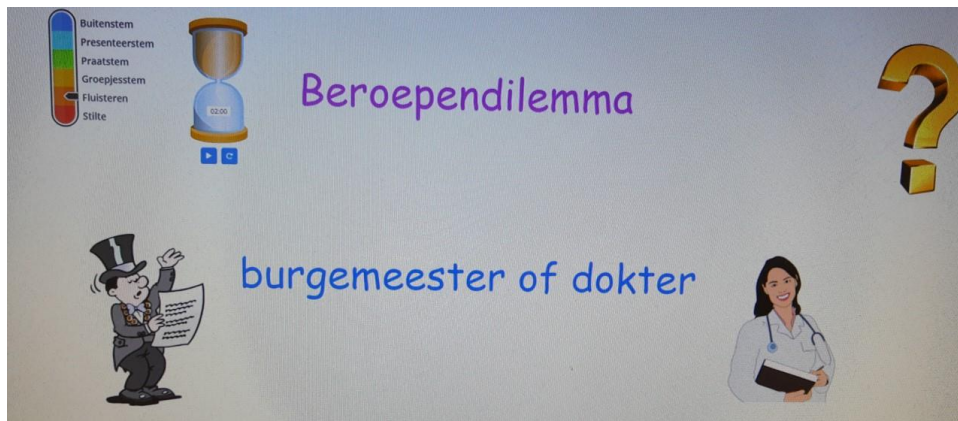 Buitenstem
Presenteerstem
Praatstem
Groepjesstem
Fluisteren
Stilte
02:00
Beroependilemma
burgemeester of dokter